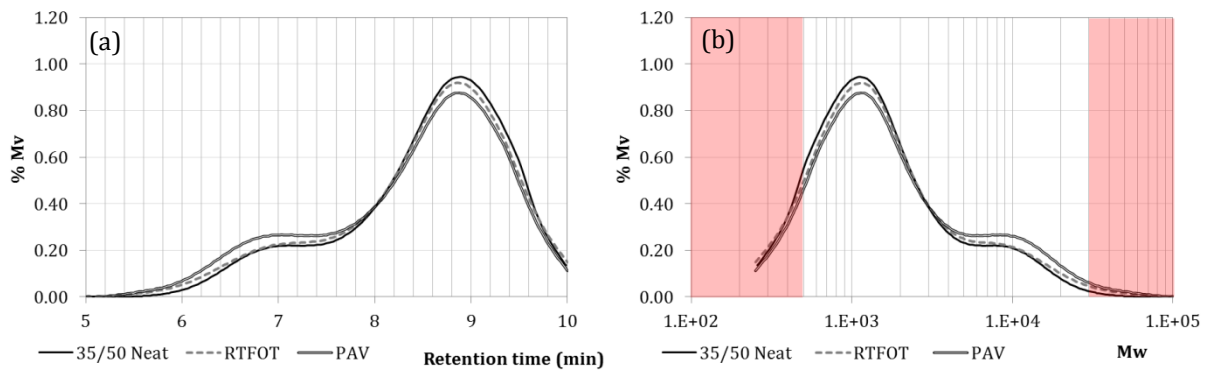 (a)
% Mv
1.20
1.00
0.80
0.60
0.40
0.20
0.00
5 6 7 8 9 10
35/50 Neat RTFOT PAV Retention time (min)
(b)
% Mv
1.20
1.00
0.80
0.60
0.40
0.20
0.00
1.E+02 1.E+03 1.E+04 1.E+05
35/50 Neat RTFOT PAV Mw